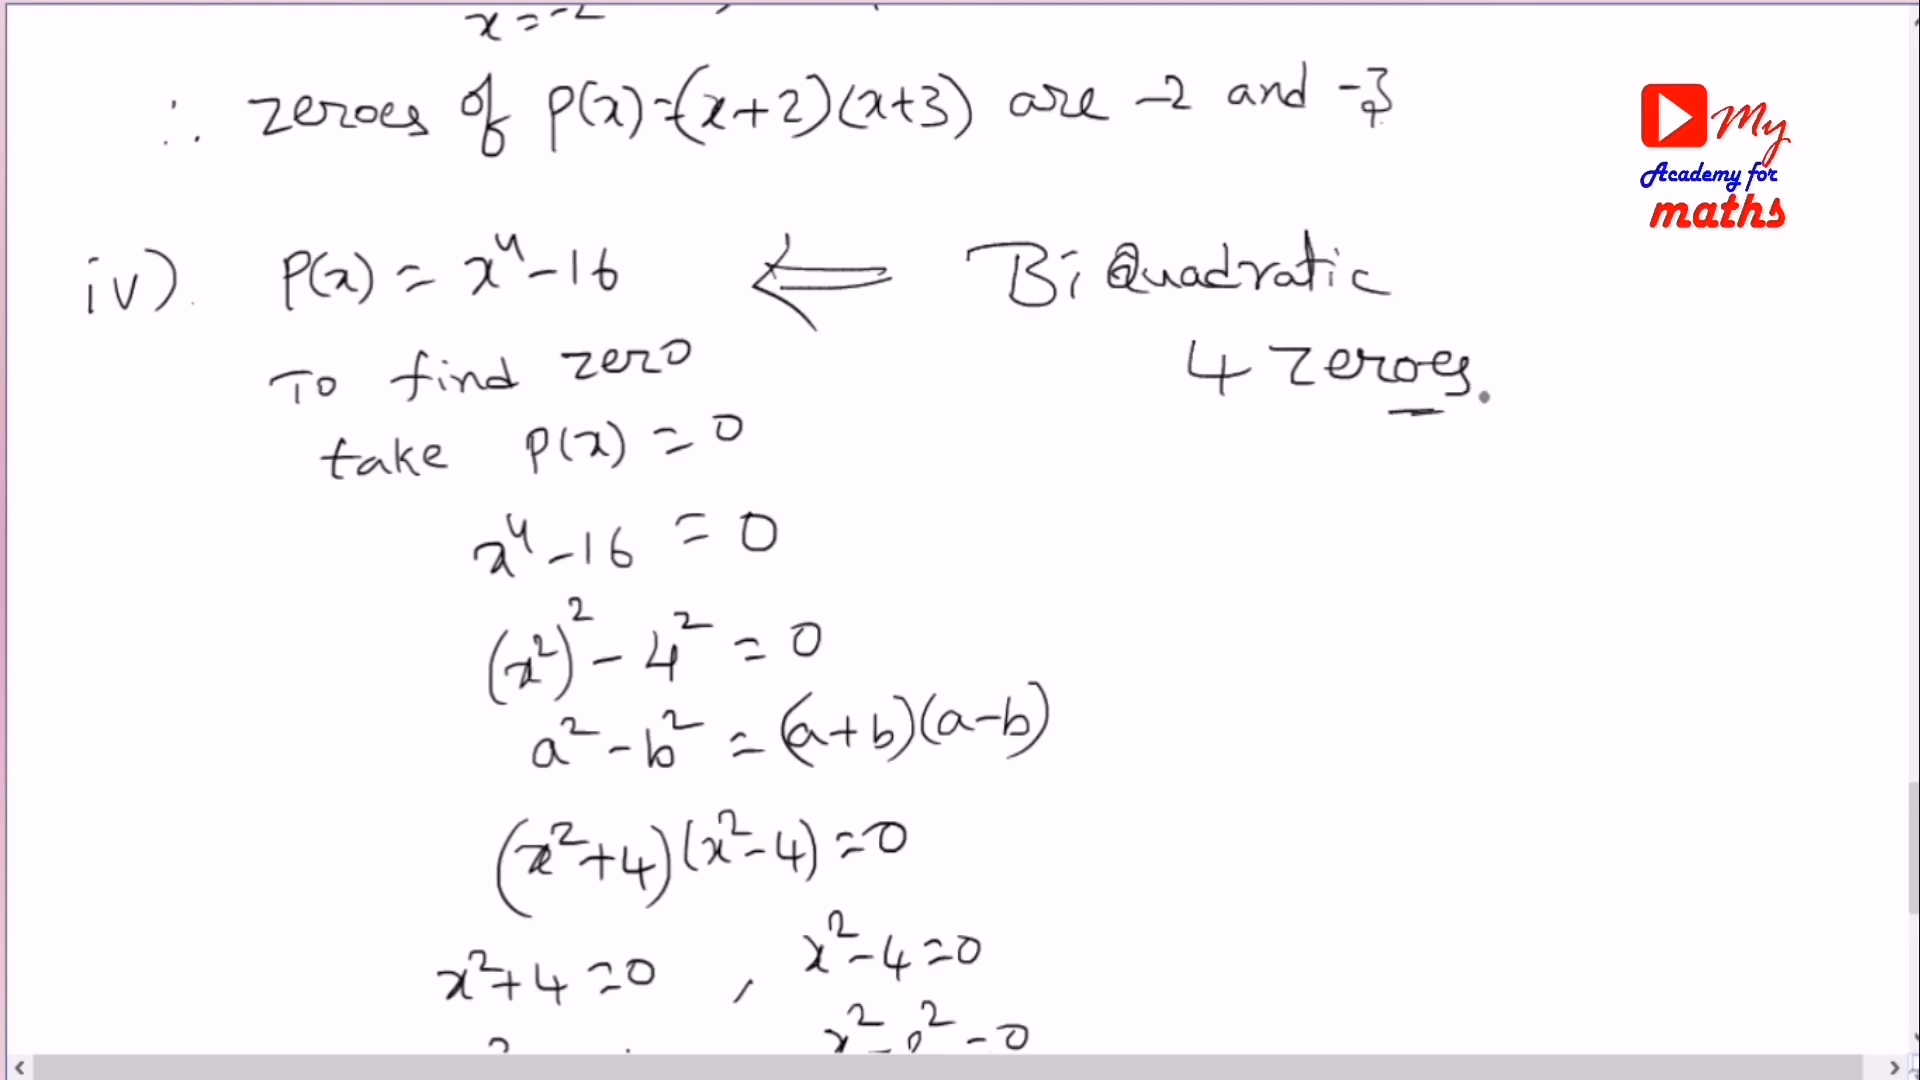 x = -2
∴ zeroes of P(x) = (x+2)(x+3) are -2 and -3
My
Academy for
maths
iv). P(x) = x⁴ - 16 ⇐ Bi Quadratic
4 zeroes.
To find zero
take P(x) = 0
x⁴ - 16 = 0
(x²)² - 4² = 0
a² - b² = (a+b)(a-b)
(x²+4)(x²-4) = 0
x²+4 = 0 , x²-4 = 0